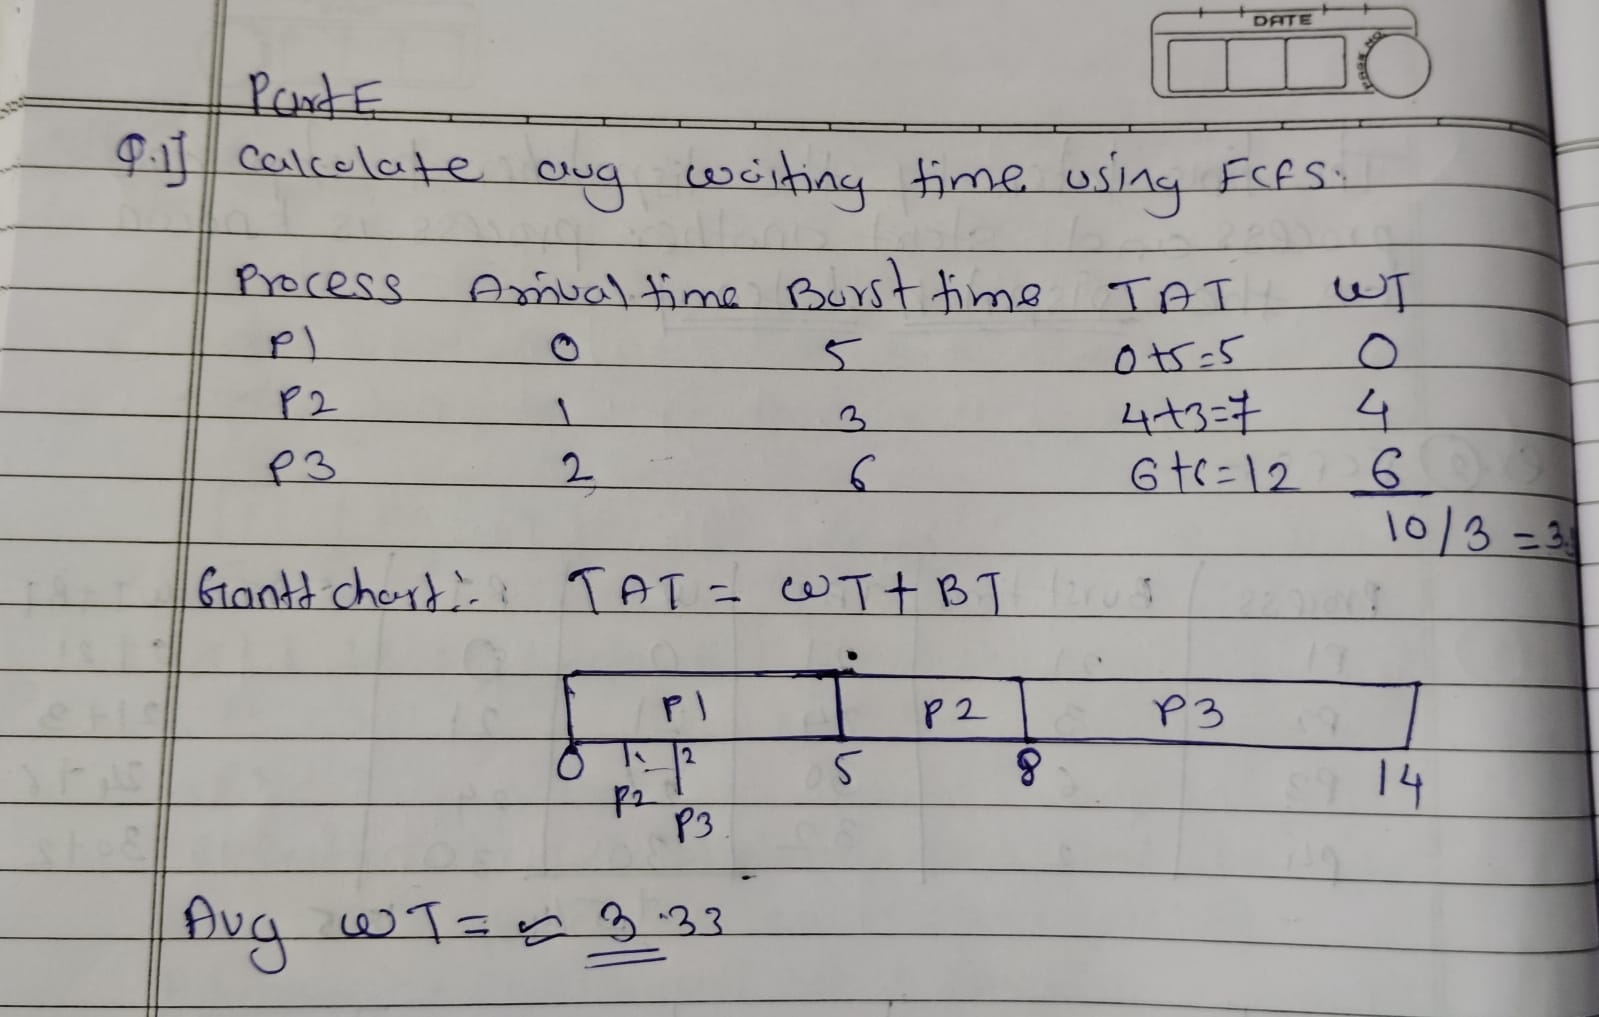 DATE
PAGE NO.
Part E
Q.1] Calculate avg waiting time using FCFS.
Process Arrival time Burst time TAT WT
P1 0 5 0+5=5 0
P2 1 3 4+3=7 4
P3 2 6 6+6=12 6
10/3 = 3.
Gantt chart :- TAT = WT + BT
P1 P2 P3
0 1 2 5 8 14
P2
P3
Avg WT = ≈ 3.33